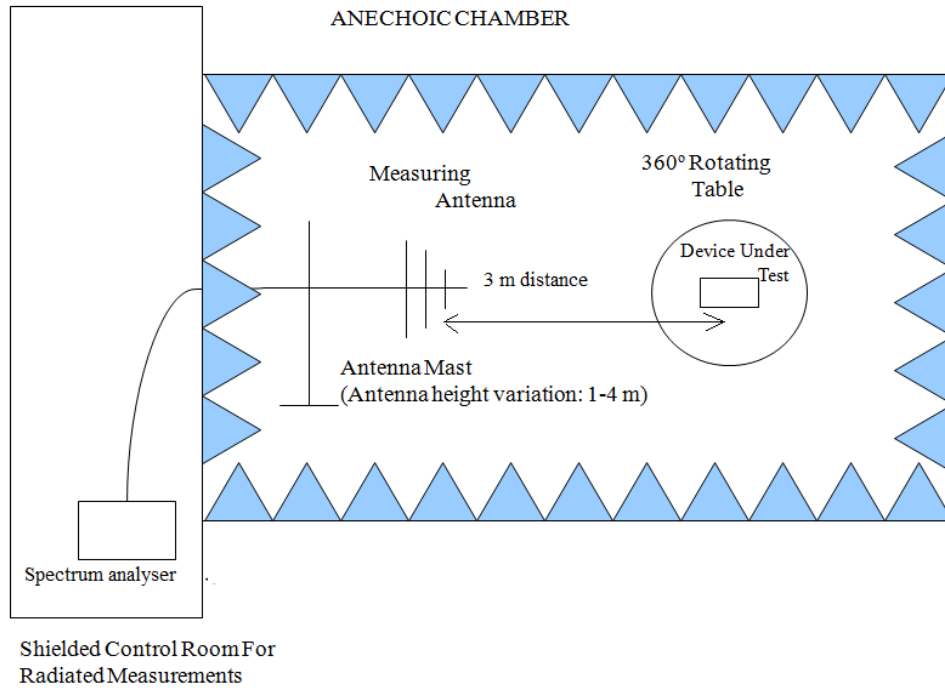 ANECHOIC CHAMBER
Measuring
Antenna
360º Rotating
Table
Device Under
Test
3 m distance
Antenna Mast
(Antenna height variation: 1-4 m)
Spectrum analyser
Shielded Control Room For
Radiated Measurements